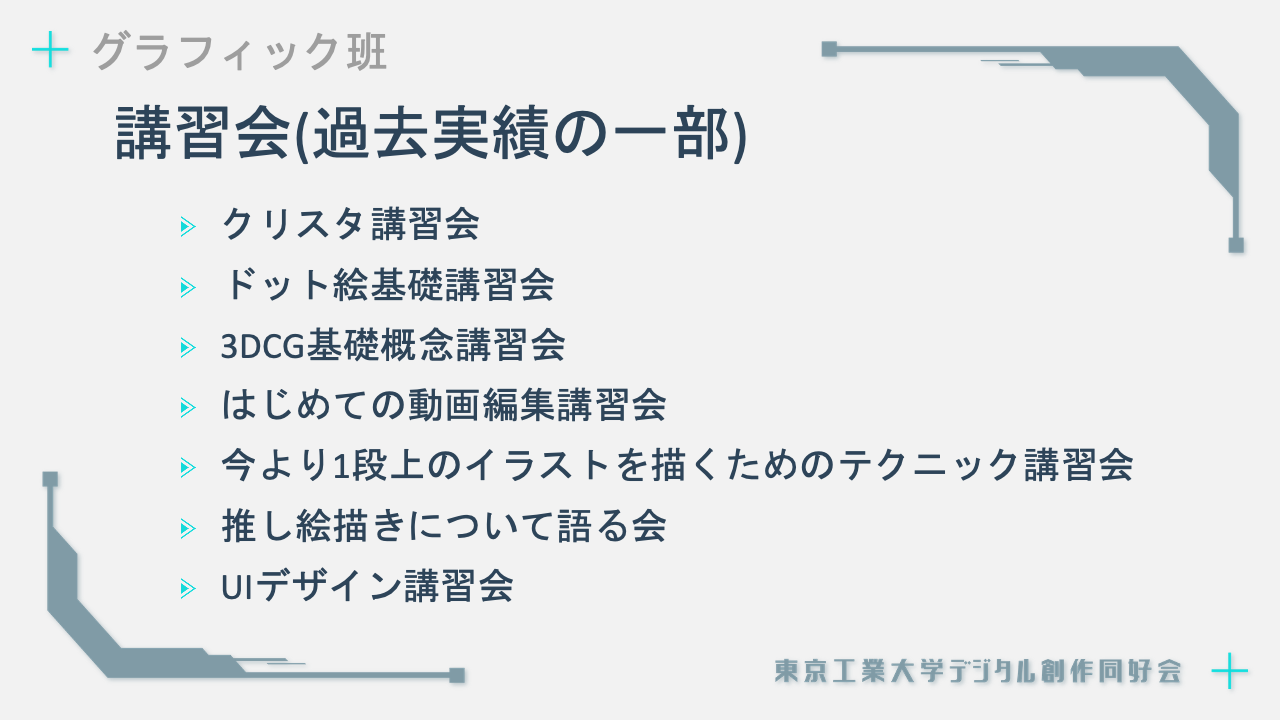 グラフィック班
講習会(過去実績の一部)
クリスタ講習会
ドット絵基礎講習会
3DCG基礎概念講習会
はじめての動画編集講習会
今より1段上のイラストを描くためのテクニック講習会
推し絵描きについて語る会
UIデザイン講習会
東京工業大学デジタル創作同好会